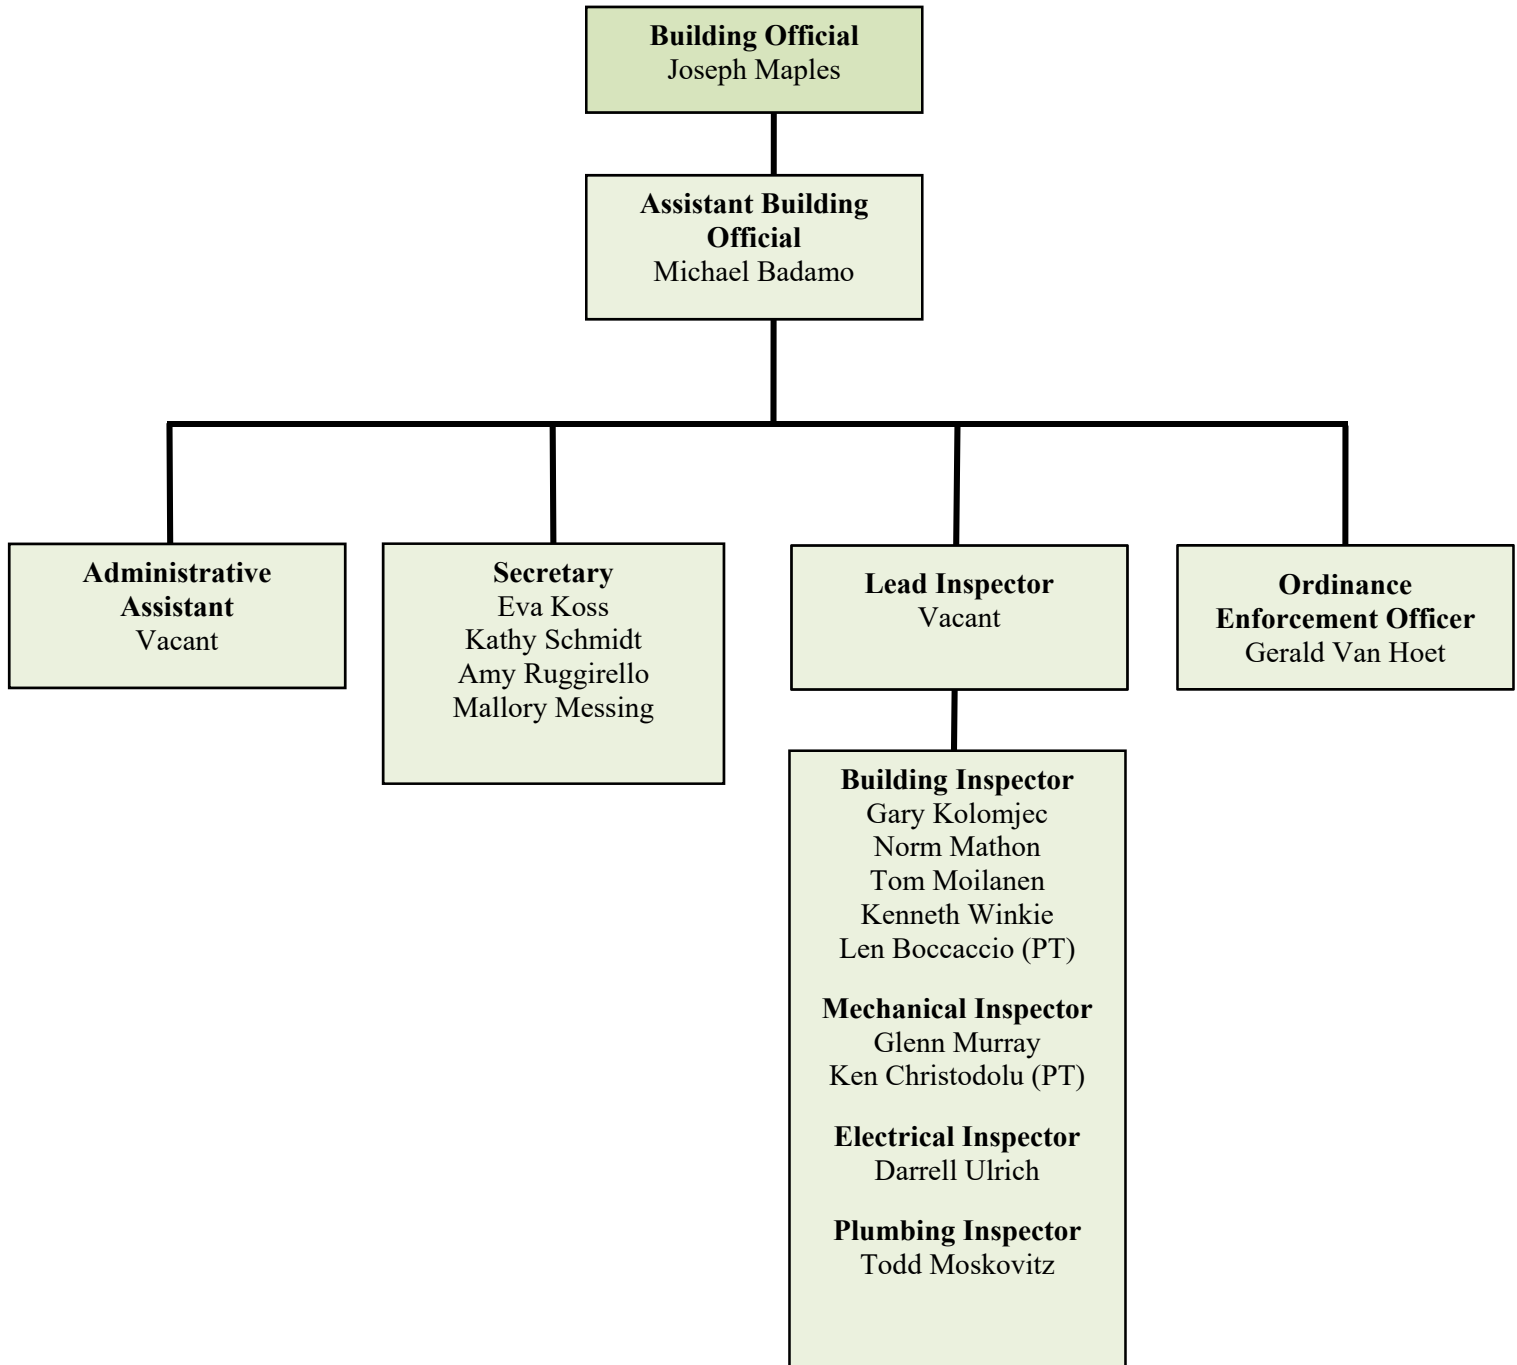 Building Official
Joseph Maples
Assistant Building
Official
Michael Badamo
Administrative
Assistant
Vacant
Secretary
Eva Koss
Kathy Schmidt
Amy Ruggirello
Mallory Messing
Lead Inspector
Vacant
Ordinance
Enforcement Officer
Gerald Van Hoet
Building Inspector
Gary Kolomjec
Norm Mathon
Tom Moilanen
Kenneth Winkie
Len Boccaccio (PT)
Mechanical Inspector
Glenn Murray
Ken Christodolu (PT)
Electrical Inspector
Darrell Ulrich
Plumbing Inspector
Todd Moskovitz